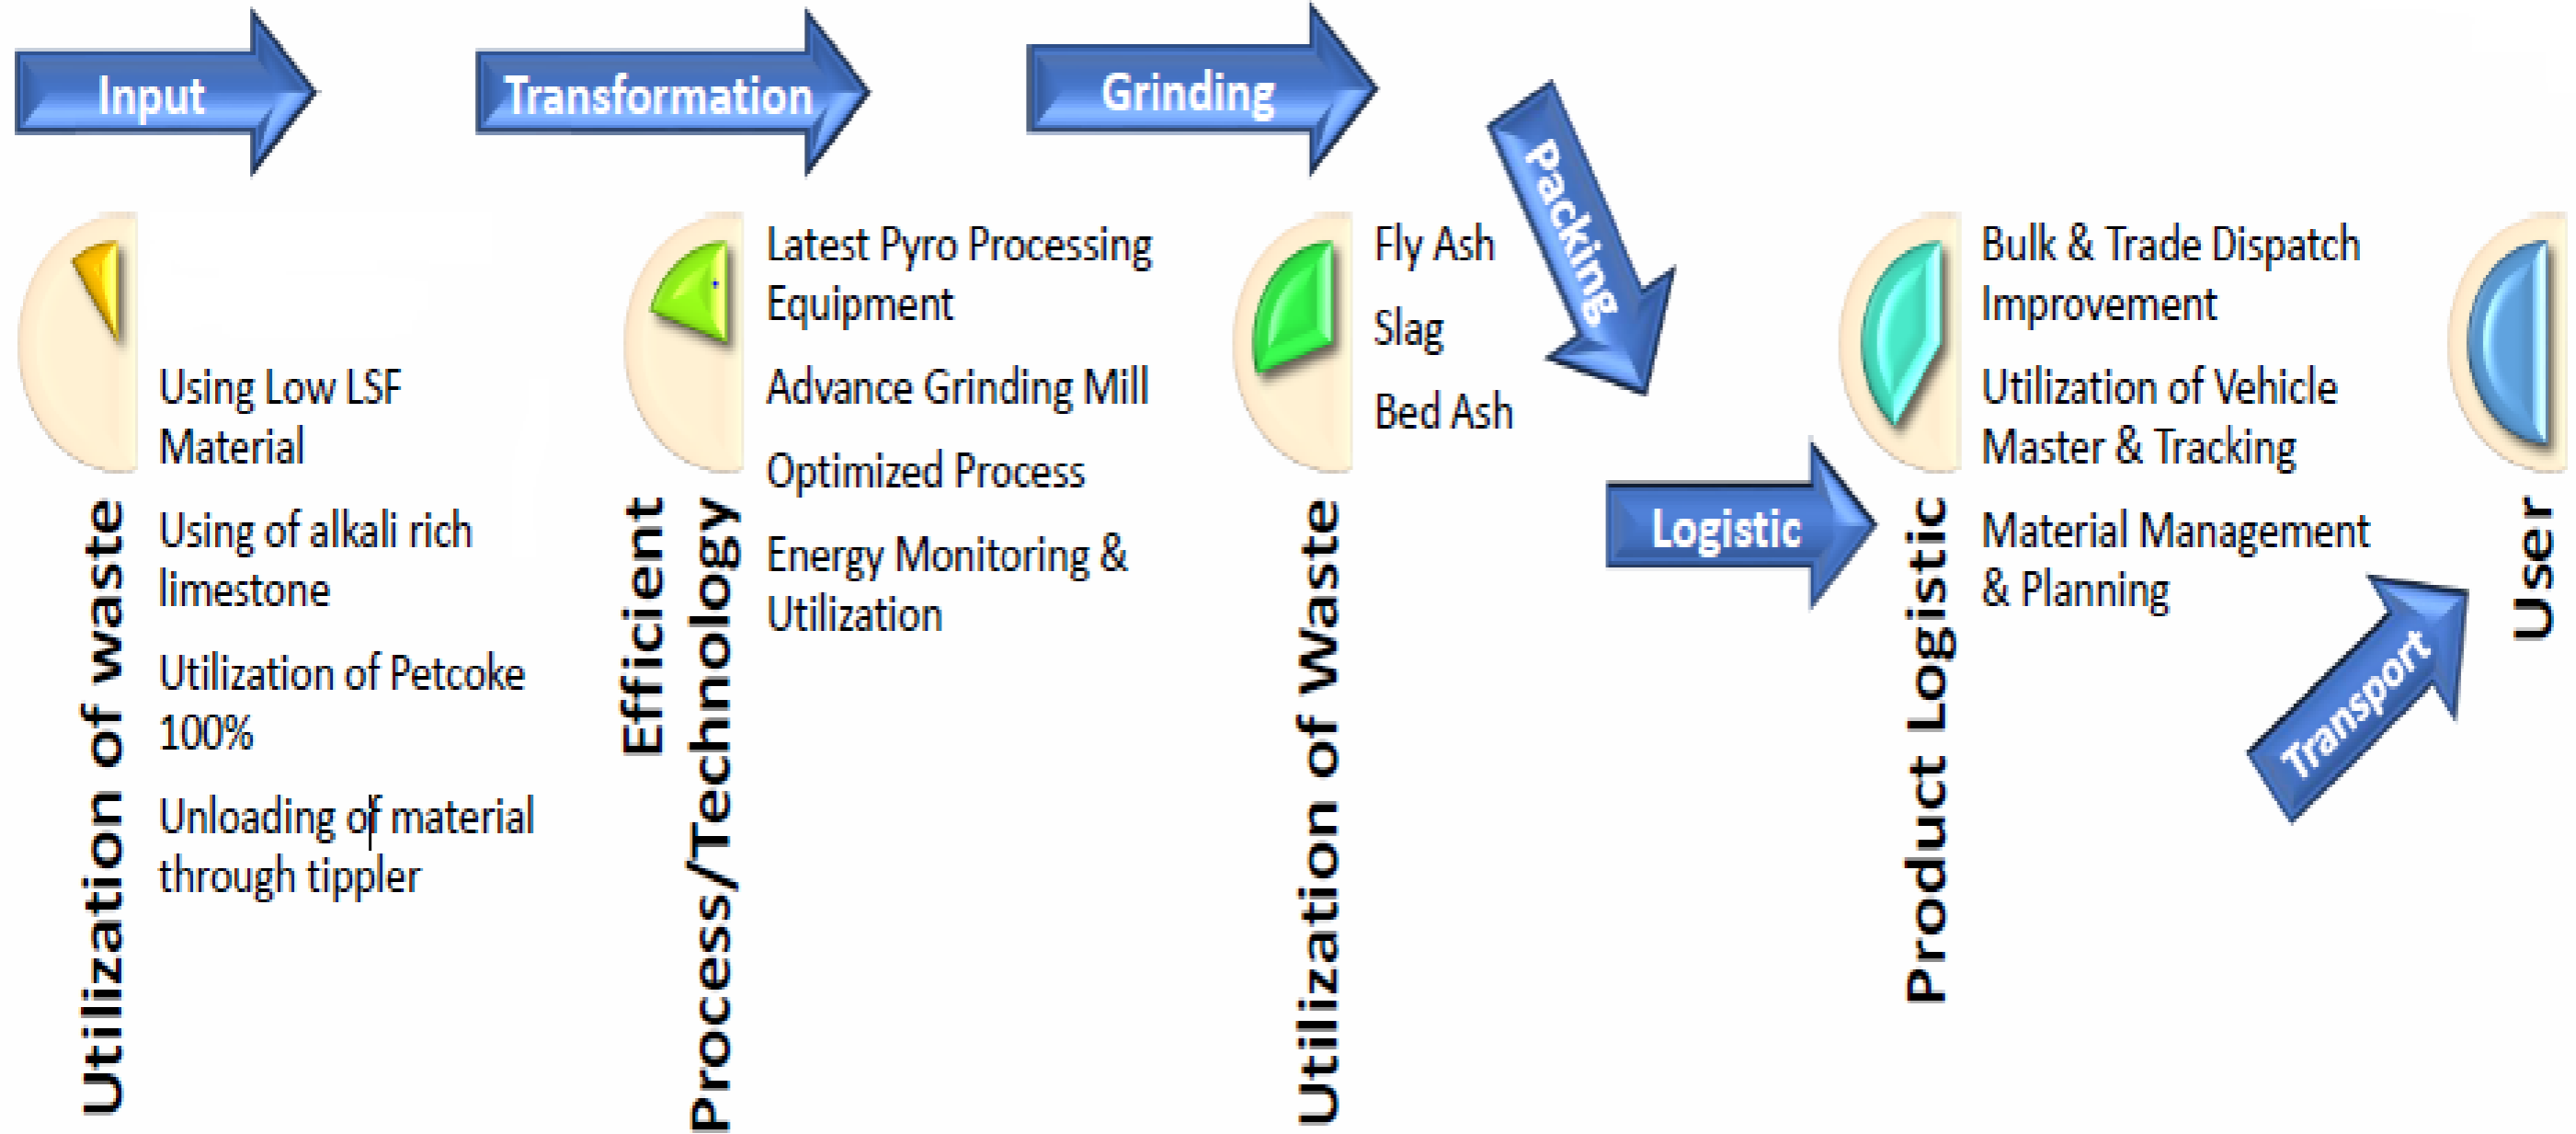 Input
Transformation
Grinding
Packing
Logistic
Transport
Utilization of waste
Using Low LSF
Material
Using of alkali rich
limestone
Utilization of Petcoke
100%
Unloading of material
through tippler
Efficient
Process/Technology
Latest Pyro Processing
Equipment
Advance Grinding Mill
Optimized Process
Energy Monitoring &
Utilization
Utilization of Waste
Fly Ash
Slag
Bed Ash
Product Logistic
Bulk & Trade Dispatch
Improvement
Utilization of Vehicle
Master & Tracking
Material Management
& Planning
User